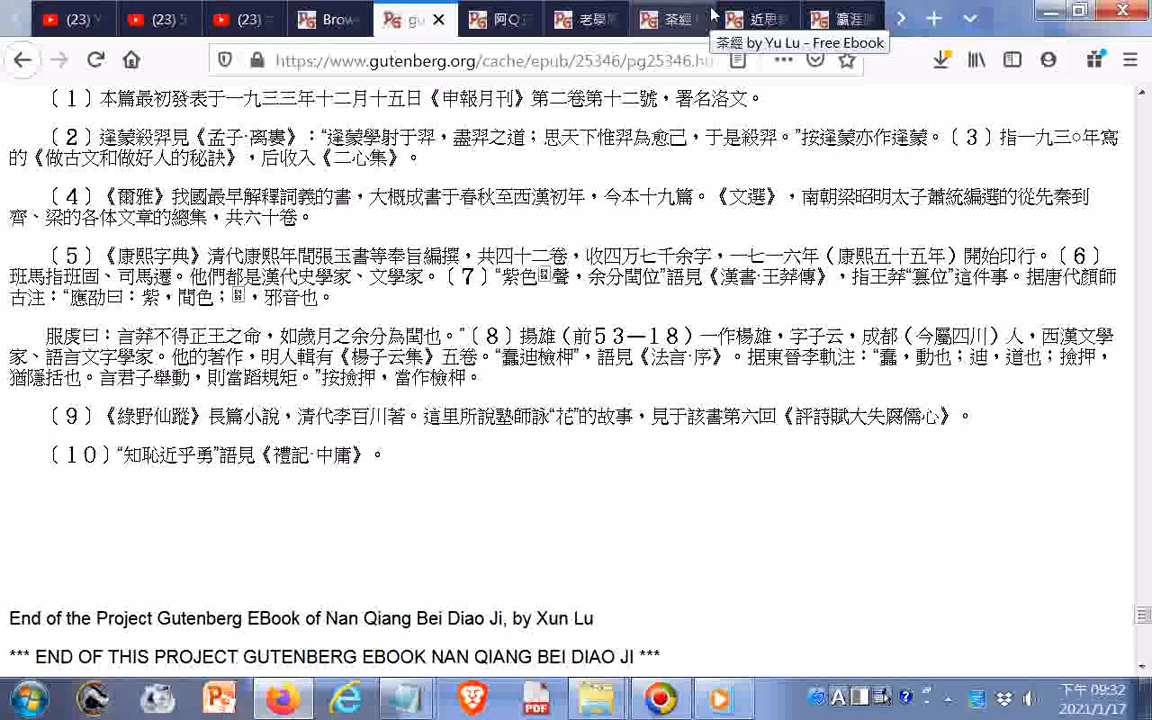 (23)
(23) 5
(23) =
Brow
gu
阿Q
老學
茶經
近思
瀛涯
茶經 by Yu Lu - Free Ebook
https://www.gutenberg.org/cache/epub/25346/pg25346.h
〔１〕本篇最初發表于一九三三年十二月十五日《申報月刊》第二卷第十二號，署名洛文。
〔２〕逢蒙殺羿見《孟子·离婁》：“逢蒙學射于羿，盡羿之道；思天下惟羿為愈己，于是殺羿。”按逢蒙亦作逢蒙。〔３〕指一九三○年寫
的《做古文和做好人的秘訣》，后收入《二心集》。
〔４〕《爾雅》我國最早解釋詞義的書，大概成書于春秋至西漢初年，今本十九篇。《文選》，南朝梁昭明太子蕭統編選的從先秦到
齊、梁的各体文章的總集，共六十卷。
〔５〕《康熙字典》清代康熙年間張玉書等奉旨編撰，共四十二卷，收四万七千余字，一七一六年（康熙五十五年）開始印行。〔６〕
班馬指班固、司馬遷。他們都是漢代史學家、文學家。〔７〕“紫色聲，余分閏位”語見《漢書·王莽傳》，指王莽“篡位”這件事。据唐代顏師
古注：“應劭曰：紫，間色；，邪音也。
服虔曰：言莽不得正王之命，如歲月之余分為閏也。”〔８〕揚雄（前５３—１８）一作楊雄，字子云，成都（今屬四川）人，西漢文學
家、語言文字學家。他的著作，明人輯有《楊子云集》五卷。“蠢迪檢柙”，語見《法言·序》。据東晉李軌注：“蠢，動也；迪，道也；撿押，
猶隱括也。言君子舉動，則當蹈規矩。”按撿押，當作檢柙。
〔９〕《綠野仙蹤》長篇小說，清代李百川著。這里所說塾師詠“花”的故事，見于該書第六回《評詩賦大失腐儒心》。
〔１０〕“知恥近乎勇”語見《禮記·中庸》。
End of the Project Gutenberg EBook of Nan Qiang Bei Diao Ji, by Xun Lu
*** END OF THIS PROJECT GUTENBERG EBOOK NAN QIANG BEI DIAO JI ***
PDF
下午 09:32
2021/1/17